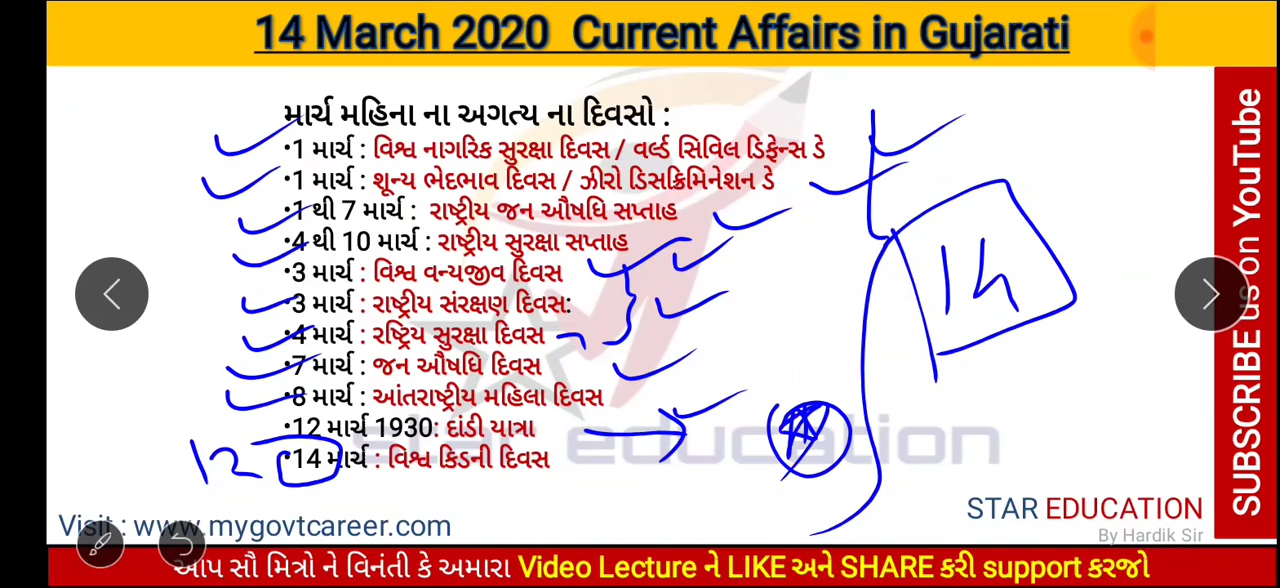 14 March 2020 Current Affairs in Gujarati
માર્ચ મહિના ના અગત્ય ના દિવસો :
•1 માર્ચ : વિશ્વ નાગરિક સુરક્ષા દિવસ / વર્લ્ડ સિવિલ ડિફેન્સ ડે
•1 માર્ચ : શૂન્ય ભેદભાવ દિવસ / ઝીરો ડિસક્રિમિનેશન ડે
•1 થી 7 માર્ચ : રાષ્ટ્રીય જન ઔષધિ સપ્તાહ
•4 થી 10 માર્ચ : રાષ્ટ્રીય સુરક્ષા સપ્તાહ
•3 માર્ચ : વિશ્વ વન્યજીવ દિવસ
•3 માર્ચ : રાષ્ટ્રીય સંરક્ષણ દિવસ:
•4 માર્ચ : રષ્ટ્રિય સુરક્ષા દિવસ
•7 માર્ચ : જન ઔષધિ દિવસ
•8 માર્ચ : આંતરાષ્ટ્રીય મહિલા દિવસ
•12 માર્ચ 1930: દાંડી યાત્રા
12 •14 માર્ચ : વિશ્વ કિડની દિવસ
14
star education
STAR EDUCATION
By Hardik Sir
Visit : www.mygovtcareer.com
આપ સૌ મિત્રો ને વિનંતી કે અમારા Video Lecture ને LIKE અને SHARE કરી support કરજો
SUBSCRIBE us on YouTube